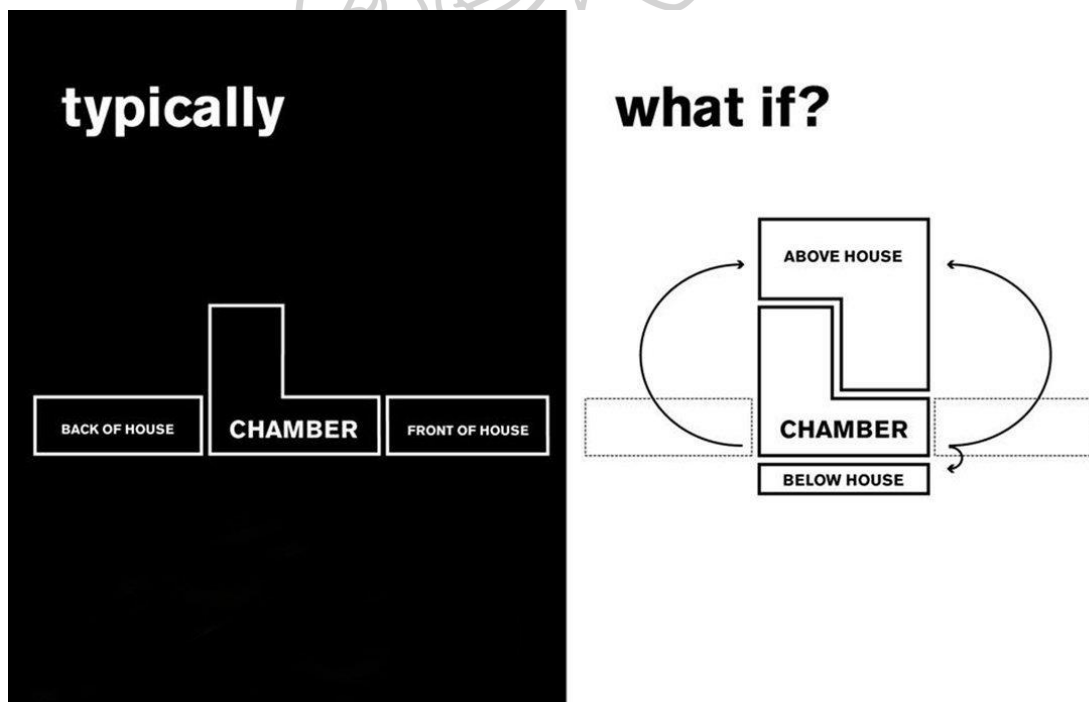 typically
BACK OF HOUSE
CHAMBER
FRONT OF HOUSE
what if?
ABOVE HOUSE
CHAMBER
BELOW HOUSE